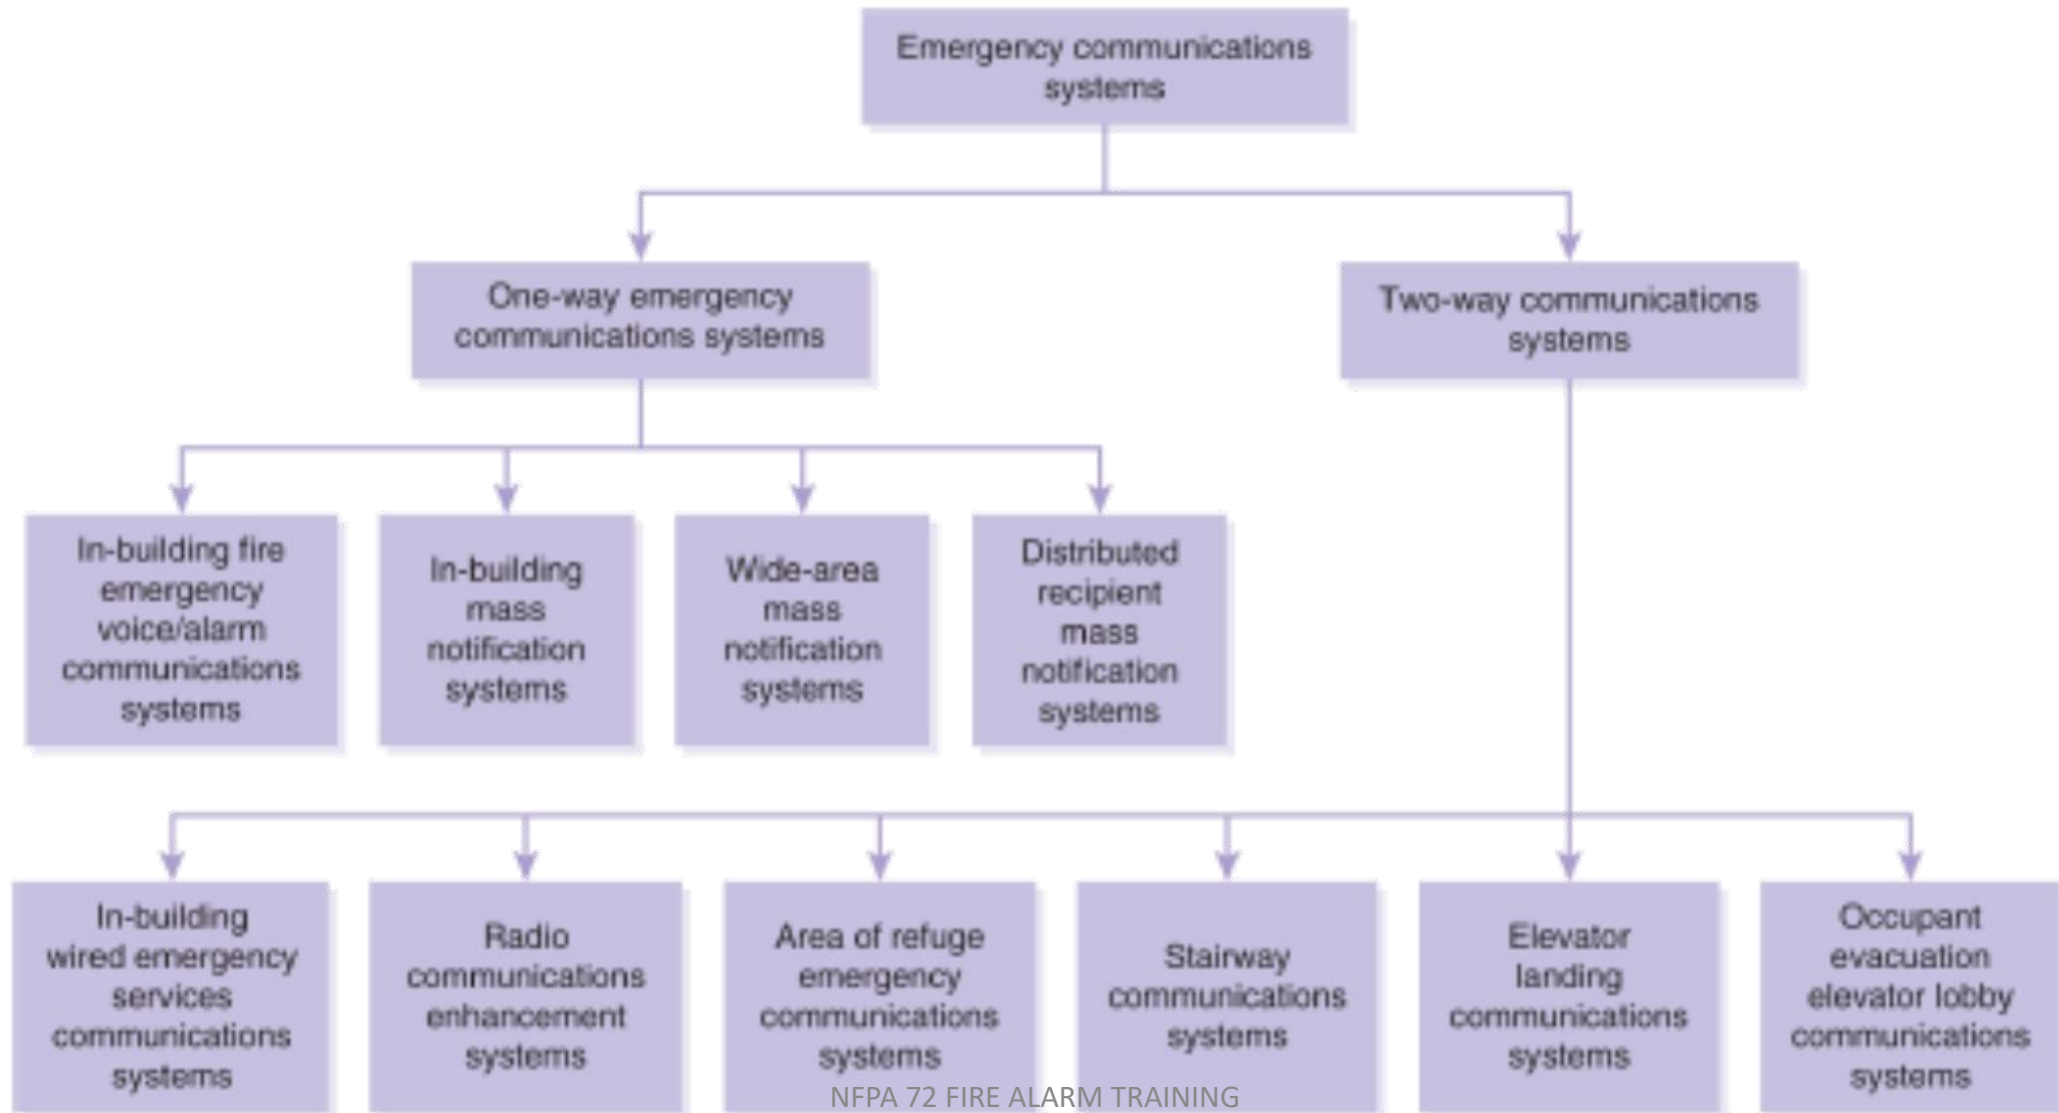 Emergency communications
systems
One-way emergency
communications systems
Two-way communications
systems
In-building fire
emergency
voice/alarm
communications
systems
In-building
mass
notification
systems
Wide-area
mass
notification
systems
Distributed
recipient
mass
notification
systems
In-building
wired emergency
services
communications
systems
Radio
communications
enhancement
systems
Area of refuge
emergency
communications
systems
Stairway
communications
systems
Elevator
landing
communications
systems
Occupant
evacuation
elevator lobby
communications
systems
NFPA 72 FIRE ALARM TRAINING